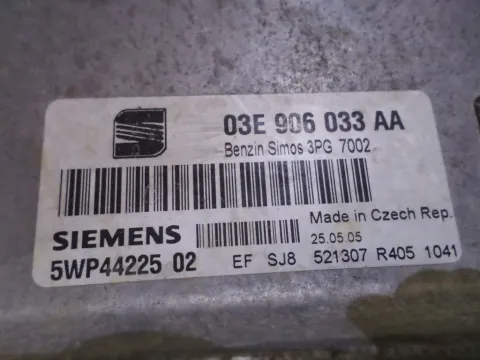 03E 906 033 AA
Benzin Simos 3PG 7002
SIEMENS
Made in Czech Rep.
25.05.05
5WP44225 02
EF SJ8 521307 R405 1041